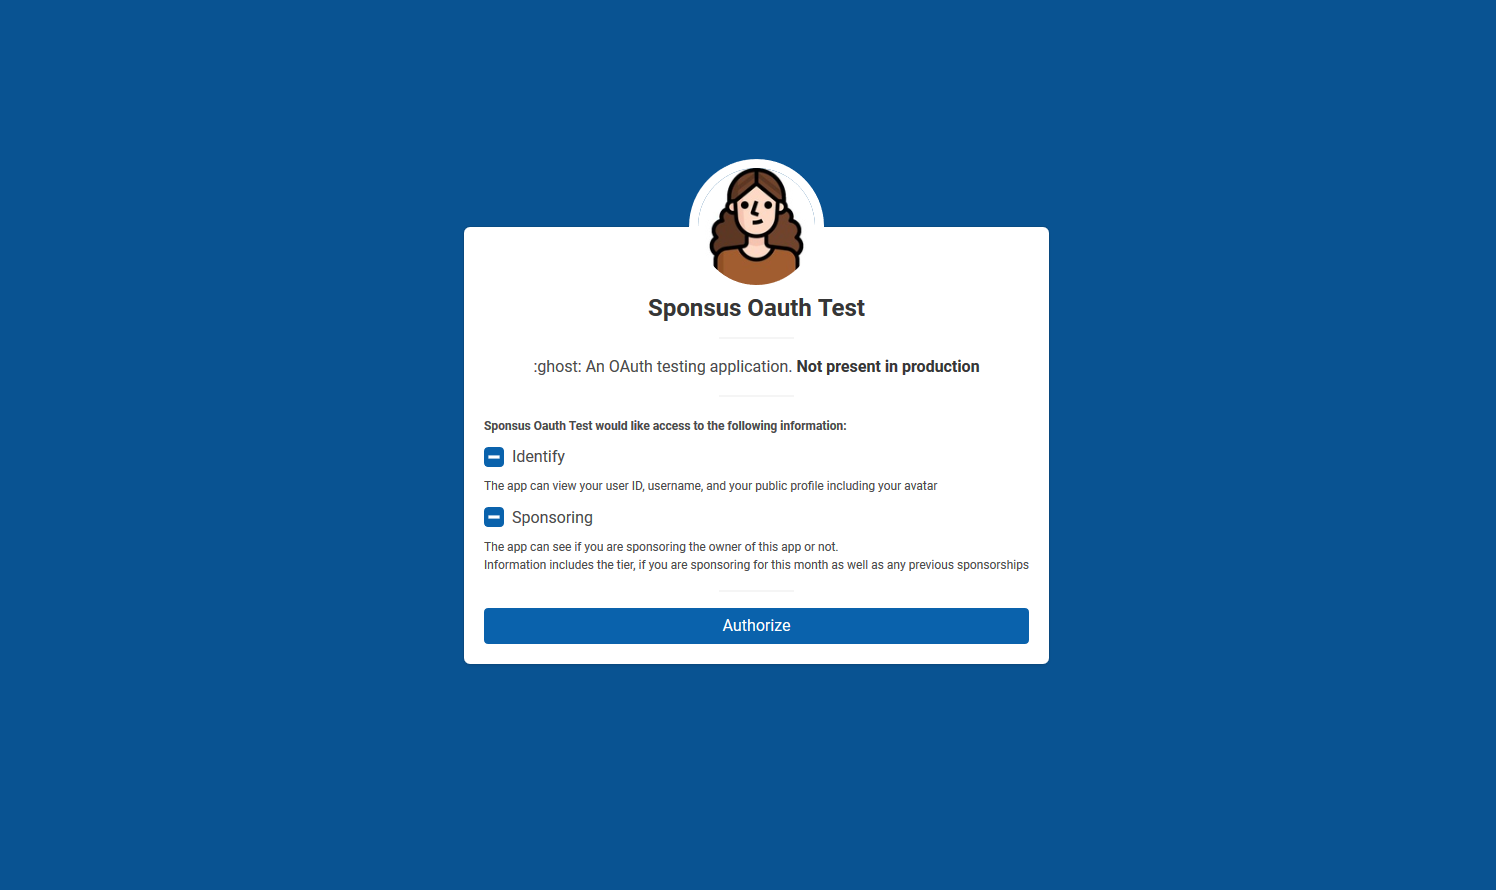 Sponsus Oauth Test
:ghost: An OAuth testing application. Not present in production
Sponsus Oauth Test would like access to the following information:
Identify
The app can view your user ID, username, and your public profile including your avatar
Sponsoring
The app can see if you are sponsoring the owner of this app or not.
Information includes the tier, if you are sponsoring for this month as well as any previous sponsorships
Authorize